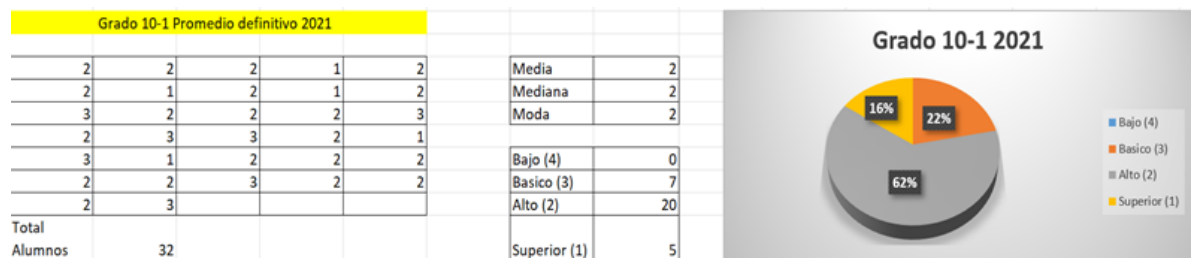 Grado 10-1 Promedio definitivo 2021
2 2 2 1 2
2 1 2 1 2
3 2 2 2 3
2 3 3 2 1
3 1 2 2 2
2 2 3 2 2
2 3
Total
Alumnos 32
Media 2
Mediana 2
Moda 2
Bajo (4) 0
Basico (3) 7
Alto (2) 20
Superior (1) 5
Grado 10-1 2021
16%
22%
62%
Bajo (4)
Basico (3)
Alto (2)
Superior (1)